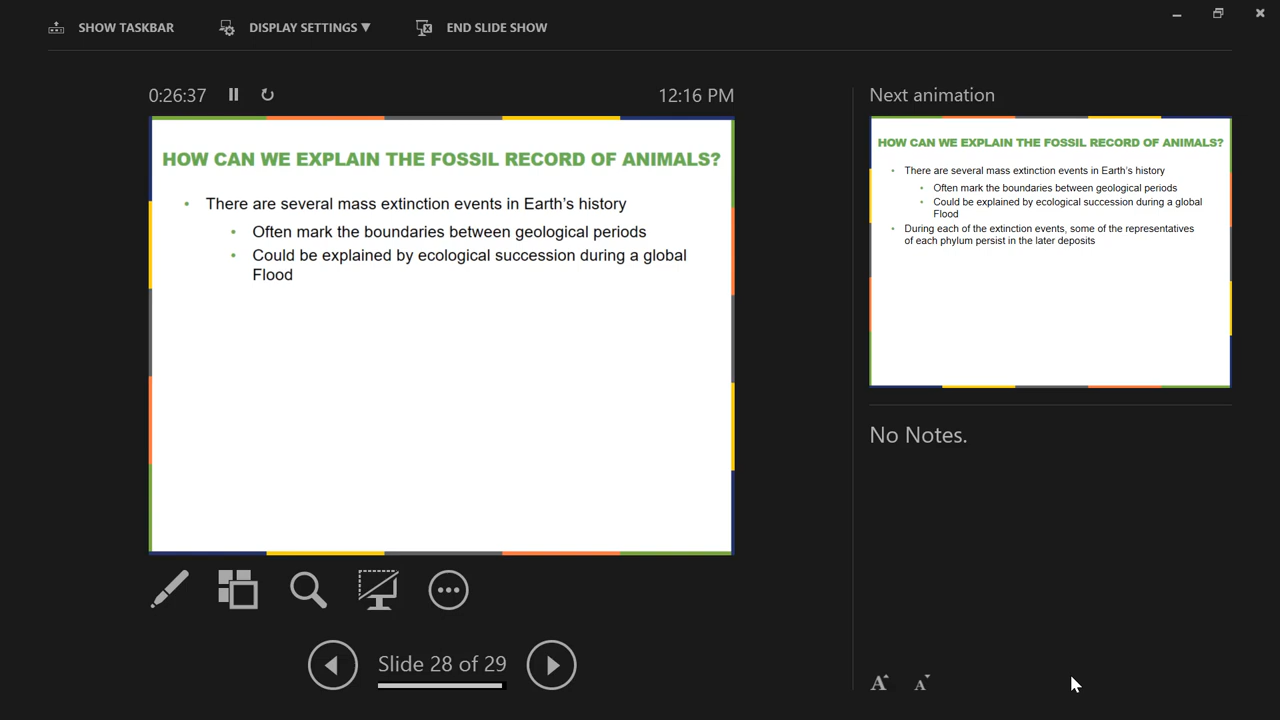 SHOW TASKBAR
DISPLAY SETTINGS ▼
END SLIDE SHOW
0:26:37
12:16 PM
HOW CAN WE EXPLAIN THE FOSSIL RECORD OF ANIMALS?
• There are several mass extinction events in Earth's history
• Often mark the boundaries between geological periods
• Could be explained by ecological succession during a global
Flood
Slide 28 of 29
Next animation
HOW CAN WE EXPLAIN THE FOSSIL RECORD OF ANIMALS?
• There are several mass extinction events in Earth's history
• Often mark the boundaries between geological periods
• Could be explained by ecological succession during a global
Flood
• During each of the extinction events, some of the representatives
of each phylum persist in the later deposits
No Notes.
A A